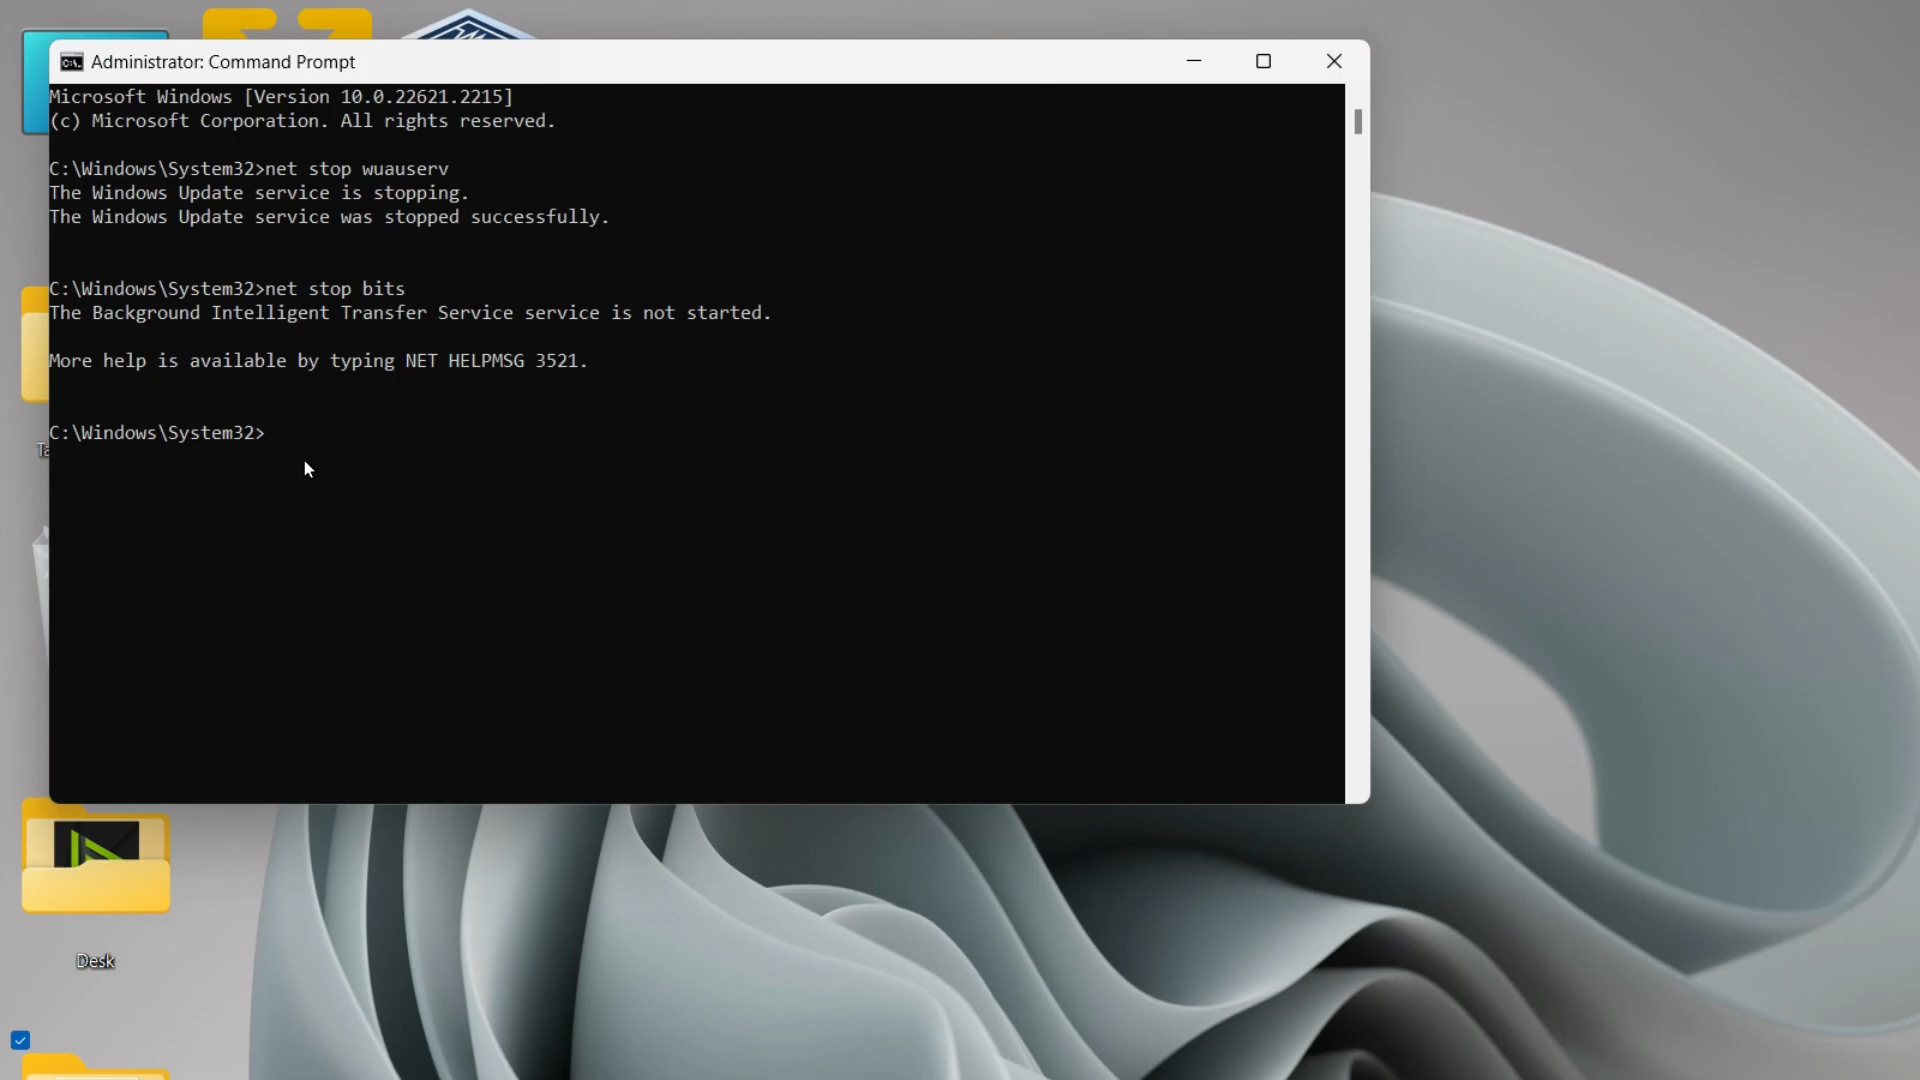 Administrator: Command Prompt
Microsoft Windows [Version 10.0.22621.2215]
(c) Microsoft Corporation. All rights reserved.
C:\Windows\System32>net stop wuauserv
The Windows Update service is stopping.
The Windows Update service was stopped successfully.
C:\Windows\System32>net stop bits
The Background Intelligent Transfer Service service is not started.
More help is available by typing NET HELPMSG 3521.
C:\Windows\System32>
Desk